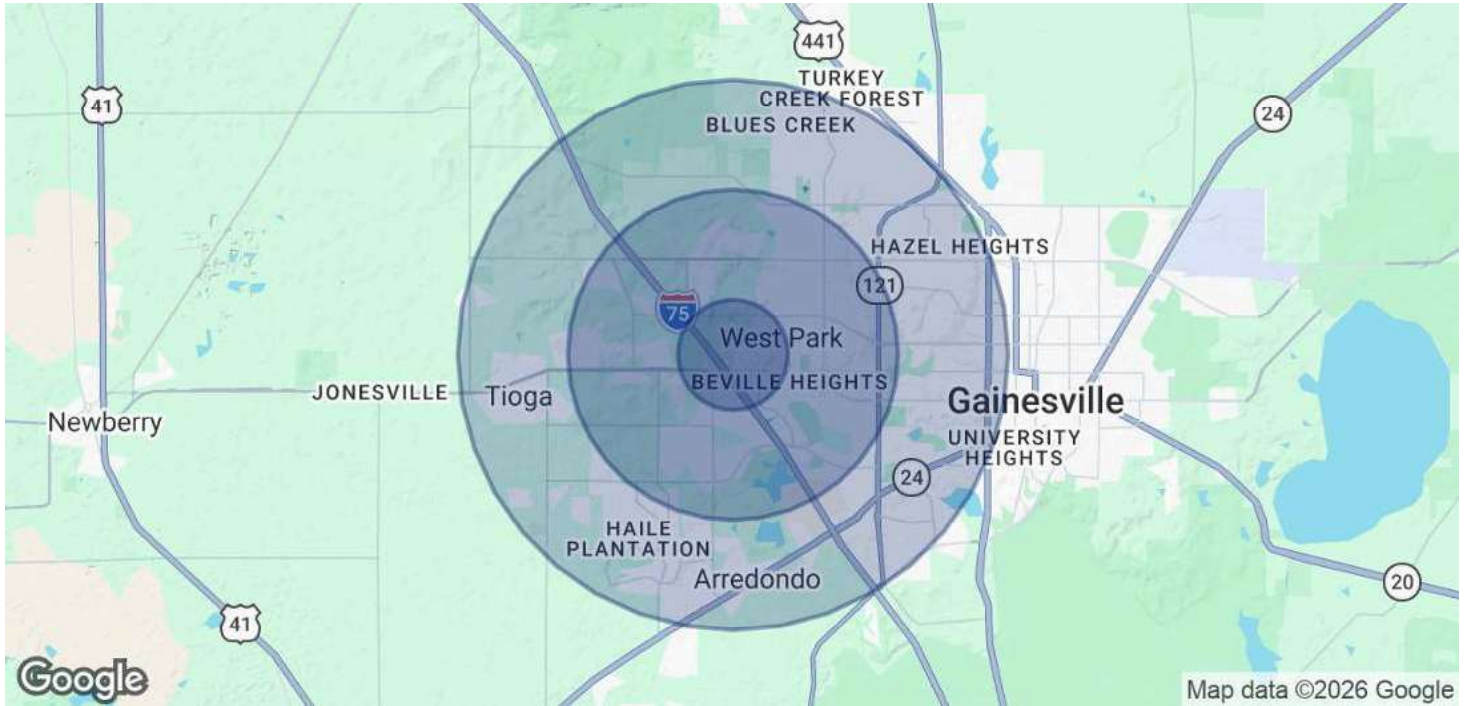 441
TURKEY
CREEK FOREST
BLUES CREEK
41
24
HAZEL HEIGHTS
121
75
West Park
BEVILLE HEIGHTS
JONESVILLE
Tioga
Newberry
Gainesville
UNIVERSITY
HEIGHTS
24
HAILE
PLANTATION
Arredondo
20
41
Google
Map data ©2026 Google